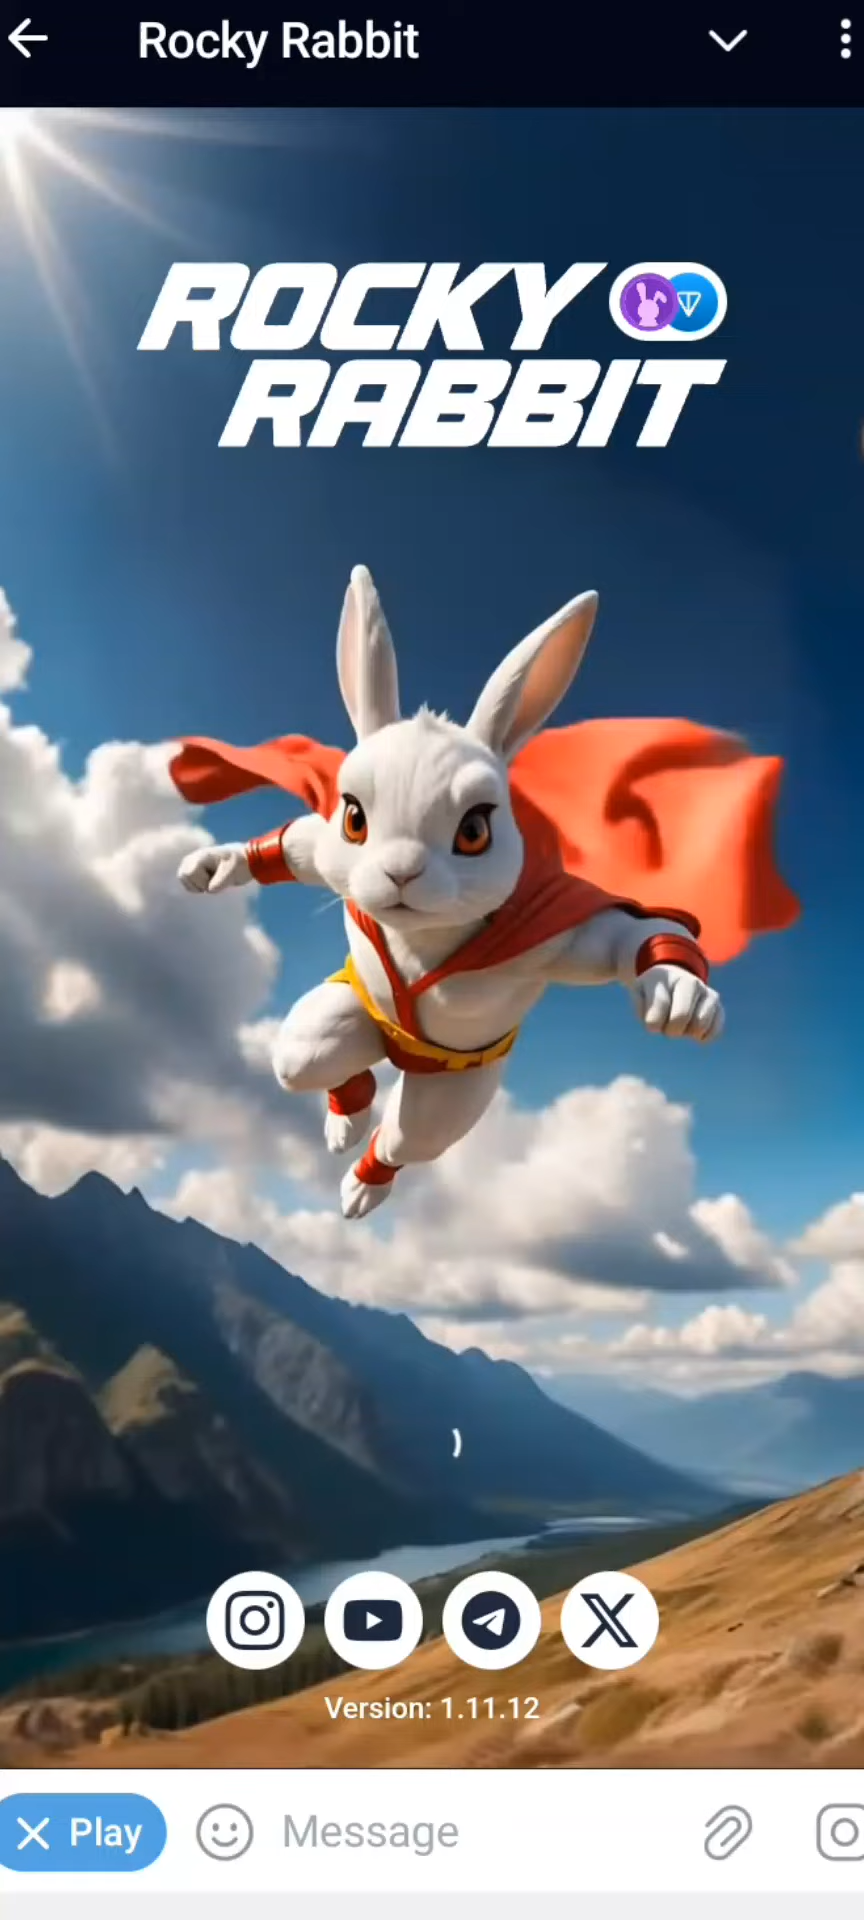 Rocky Rabbit
ROCKY
RABBIT
Version: 1.11.12
Play
Message